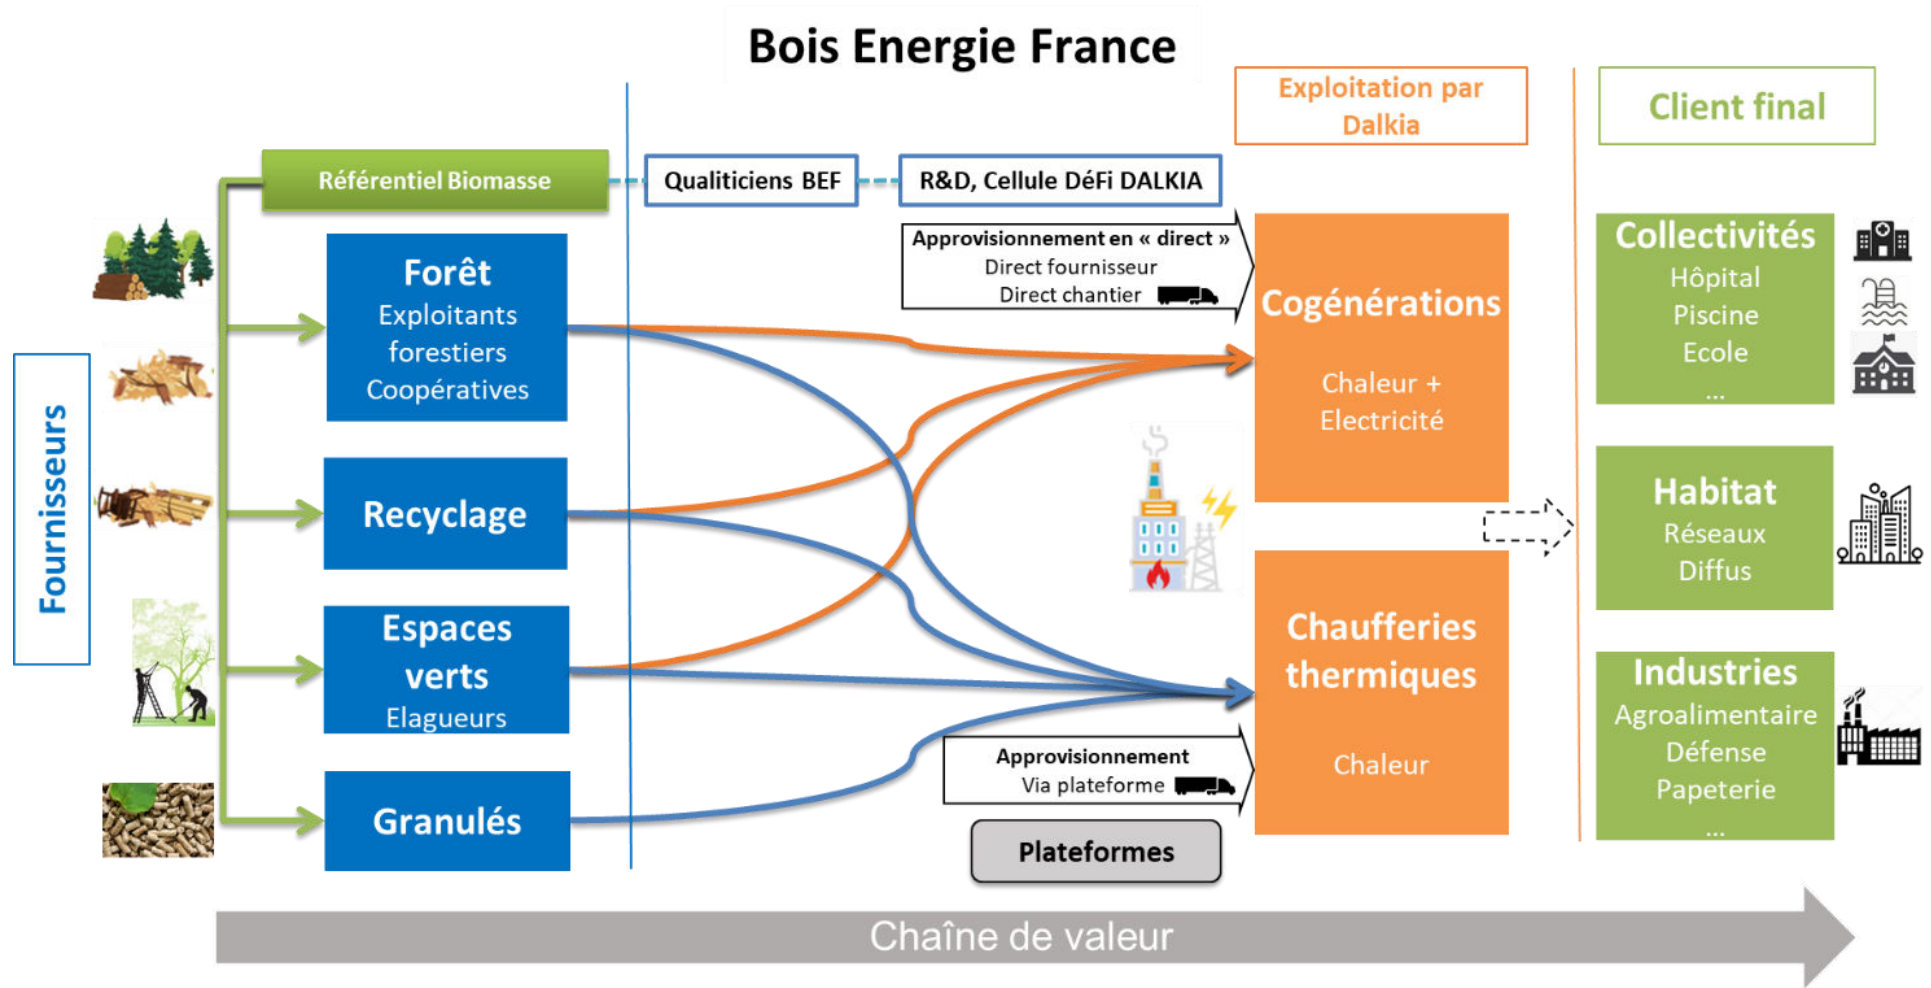 Bois Energie France
Exploitation par
Dalkia
Client final
Référentiel Biomasse
Qualiticiens BEF
R&D, Cellule DéFi DALKIA
Fournisseurs
Forêt
Exploitants
forestiers
Coopératives
Recyclage
Espaces
verts
Elagueurs
Granulés
Approvisionnement en « direct »
Direct fournisseur
Direct chantier
Approvisionnement
Via plateforme
Plateformes
Cogénérations
Chaleur +
Electricité
Chaufferies
thermiques
Chaleur
Collectivités
Hôpital
Piscine
Ecole
...
Habitat
Réseaux
Diffus
Industries
Agroalimentaire
Défense
Papeterie
...
Chaîne de valeur